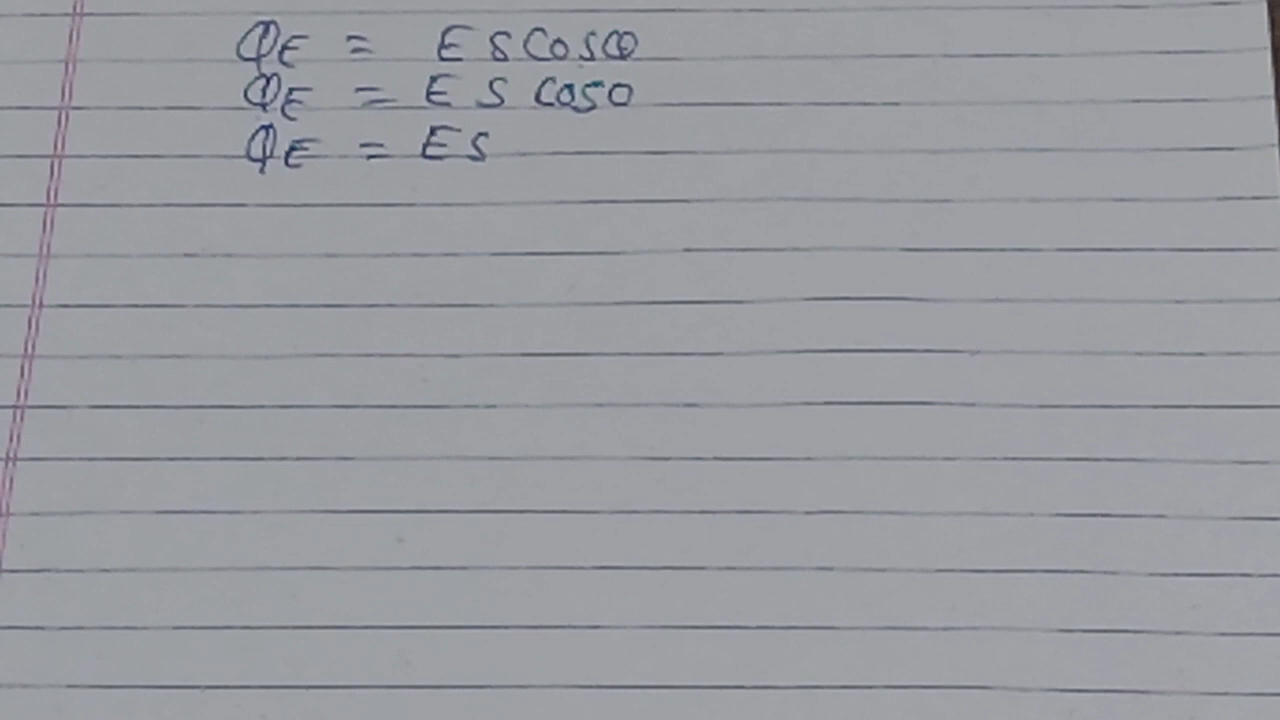 ΦE = ES Cosθ
ΦE = ES Cos0
ΦE = ES